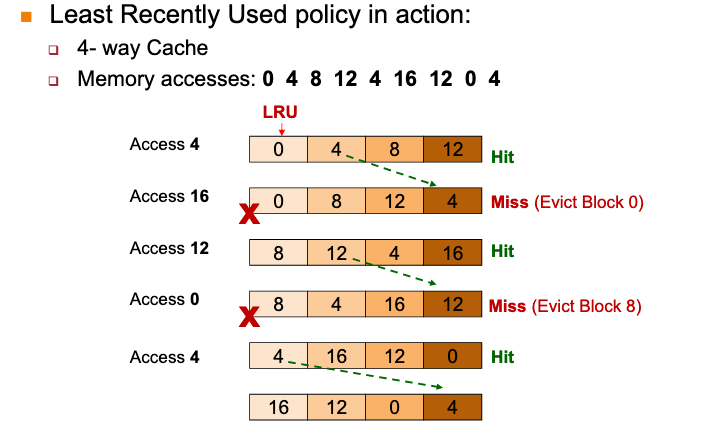 Least Recently Used policy in action:
4- way Cache
Memory accesses: 0 4 8 12 4 16 12 0 4
LRU
Access 4
0 4 8 12
Hit
Access 16
0 8 12 4
Miss (Evict Block 0)
X
Access 12
8 12 4 16
Hit
Access 0
8 4 16 12
Miss (Evict Block 8)
X
Access 4
4 16 12 0
Hit
16 12 0 4